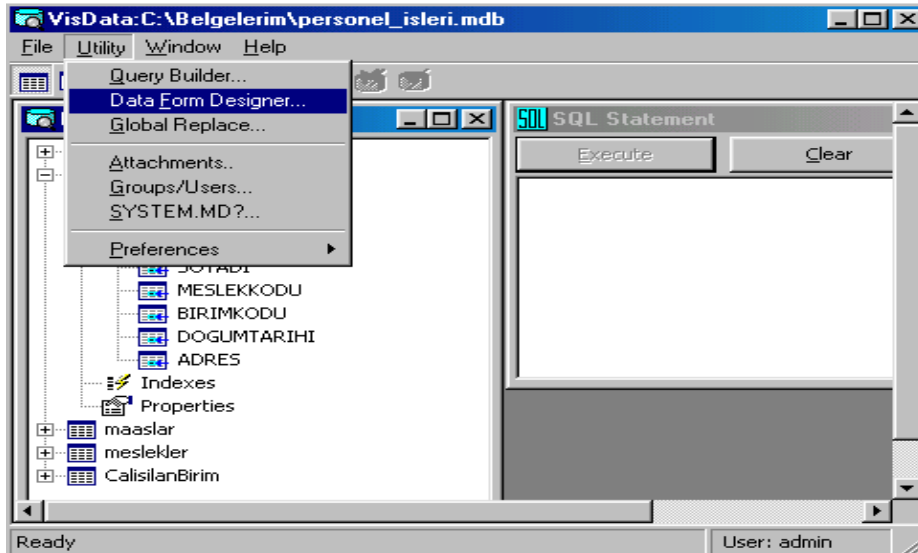 VisData:C:\Belgelerim\personel_isleri.mdb
File Utility Window Help
Query Builder...
Data Form Designer...
Global Replace...
Attachments..
Groups/Users...
SYSTEM.MD?...
Preferences
SQL SQL Statement
Execute Clear
MESLEKKODU
BIRIMKODU
DOGUMTARIHI
ADRES
Indexes
Properties
maaslar
meslekler
CalisilanBirim
Ready User: admin